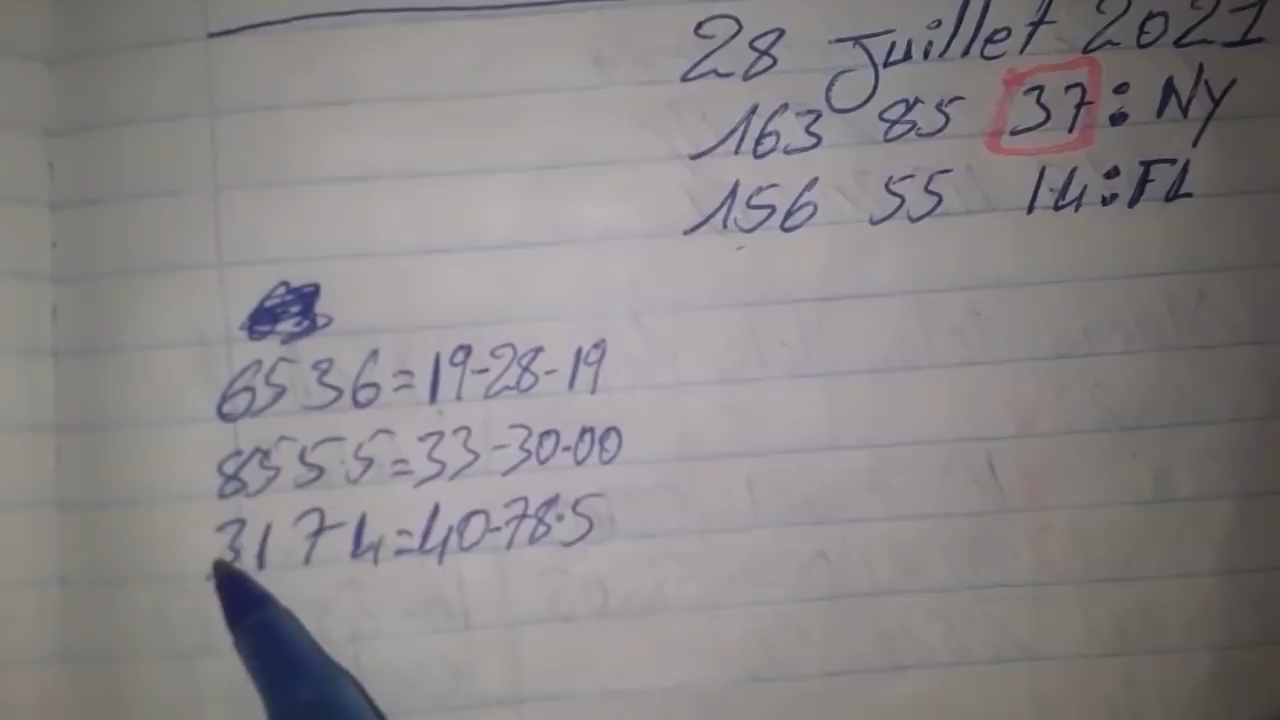 28 Juillet 2021
163 85 37: NY
156 55 14: FL
6536=19-28-19
8555=33-30-00
3174=40-78-5